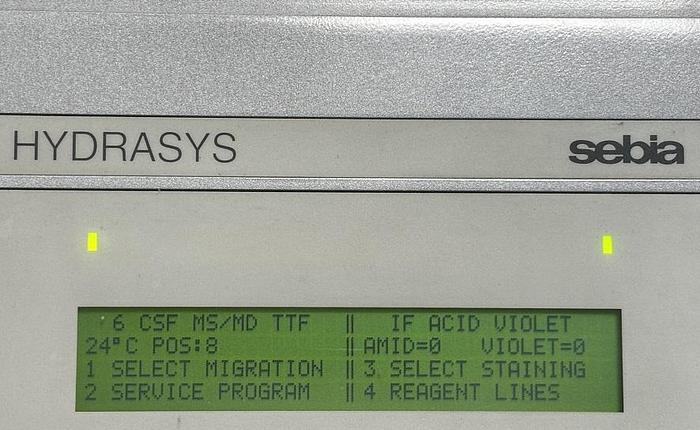 HYDRASYS
sebia
6 CSF MS/MD TTF || IF ACID VIOLET
24°C POS:8 || AMID=0 VIOLET=0
1 SELECT MIGRATION || 3 SELECT STAINING
2 SERVICE PROGRAM || 4 REAGENT LINES